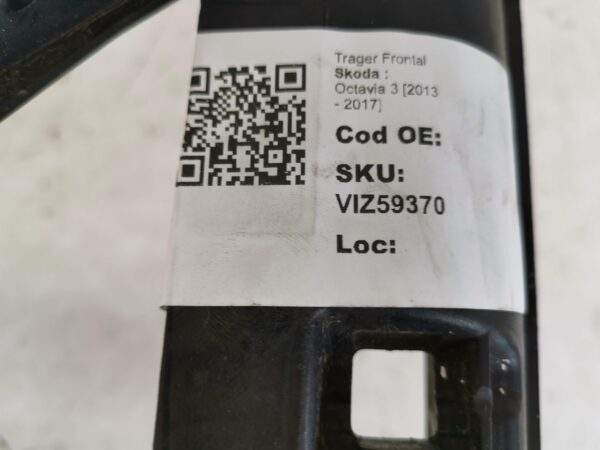 Trager Frontal
Skoda :
Octavia 3 [2013
- 2017]
Cod OE:
SKU:
VIZ59370
Loc: